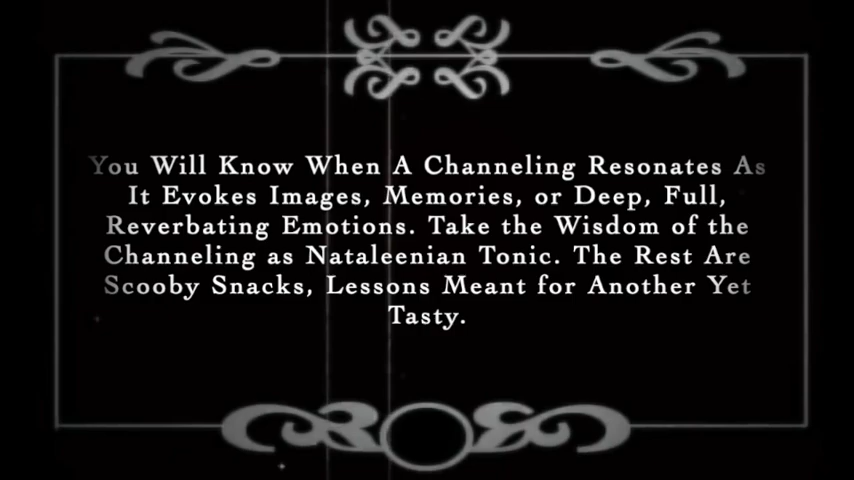 You Will Know When A Channeling Resonates As
It Evokes Images, Memories, or Deep, Full,
Reverbating Emotions. Take the Wisdom of the
Channeling as Nataleenian Tonic. The Rest Are
Scooby Snacks, Lessons Meant for Another Yet
Tasty.